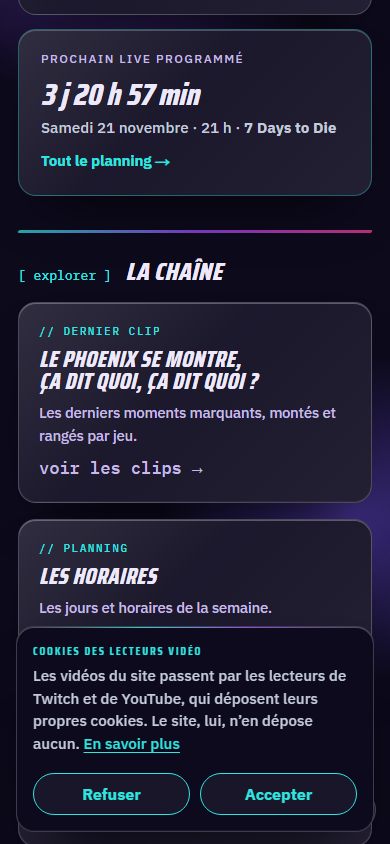 PROCHAIN LIVE PROGRAMMÉ
3 j 20 h 57 min
Samedi 21 novembre · 21 h · 7 Days to Die
Tout le planning →
[ explorer ] LA CHAÎNE
// DERNIER CLIP
LE PHOENIX SE MONTRE,
ÇA DIT QUOI, ÇA DIT QUOI ?
Les derniers moments marquants, montés et
rangés par jeu.
voir les clips →
// PLANNING
LES HORAIRES
Les jours et horaires de la semaine.
COOKIES DES LECTEURS VIDÉO
Les vidéos du site passent par les lecteurs de
Twitch et de YouTube, qui déposent leurs
propres cookies. Le site, lui, n’en dépose
aucun. En savoir plus
Refuser Accepter